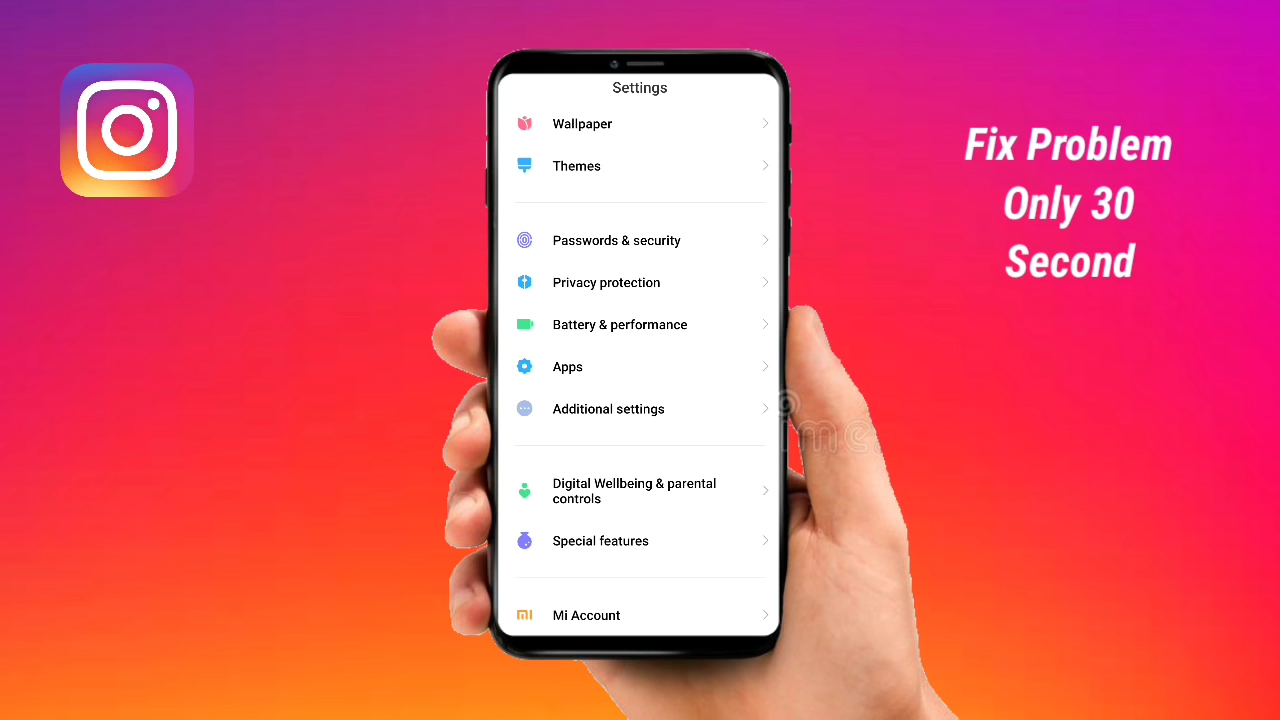 Settings
Wallpaper
Themes
Passwords & security
Privacy protection
Battery & performance
Apps
Additional settings
Digital Wellbeing & parental
controls
Special features
Mi Account
Fix Problem
Only 30
Second